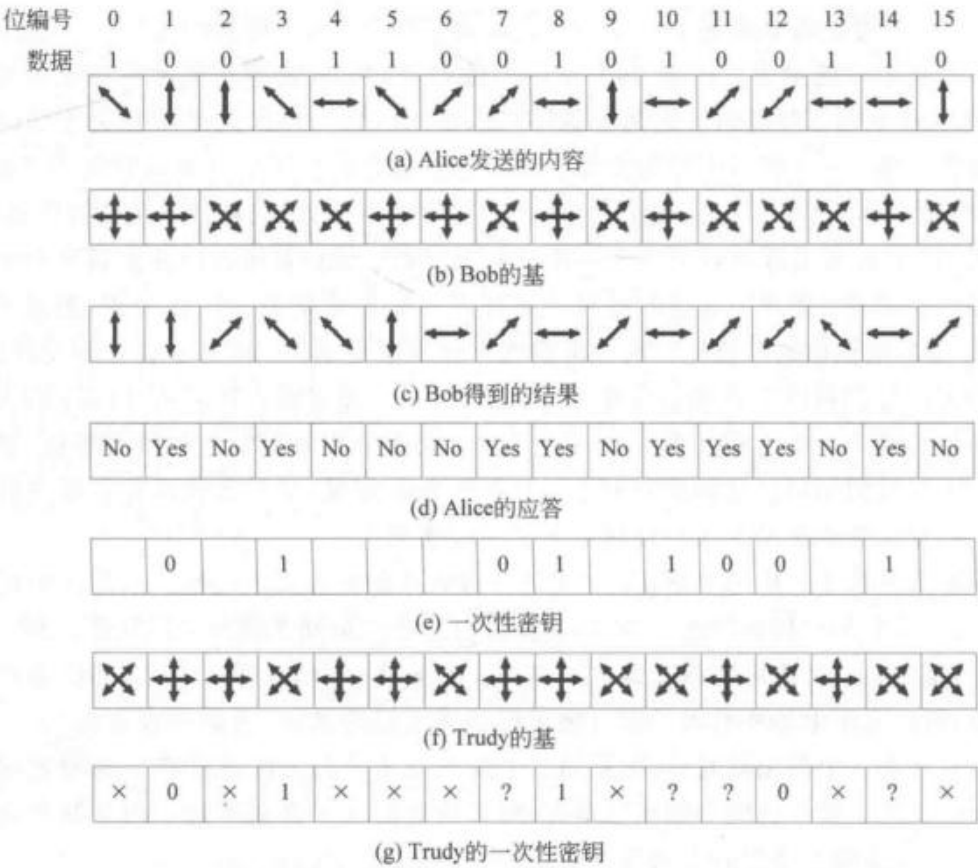 位编号 0 1 2 3 4 5 6 7 8 9 10 11 12 13 14 15
数据 1 0 0 1 1 1 0 0 1 0 1 0 0 1 1 0
(a) Alice发送的内容
(b) Bob的基
(c) Bob得到的结果
No Yes No Yes No No No Yes Yes No Yes Yes Yes No Yes No
(d) Alice的应答
0 1 0 1 1 0 0 1
(e) 一次性密钥
(f) Trudy的基
× 0 × 1 × × × ? 1 × ? ? 0 × ? ×
(g) Trudy的一次性密钥